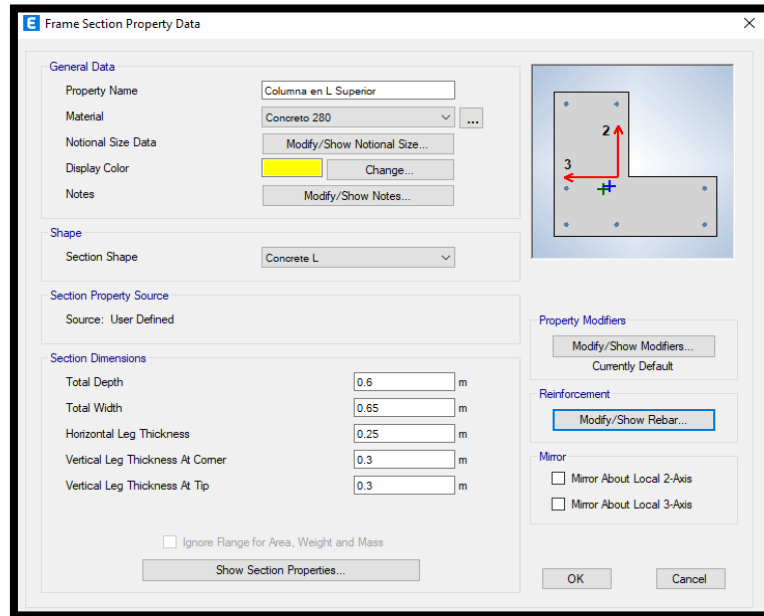 E Frame Section Property Data
General Data
Property Name Columna en L Superior
Material Concreto 280 ...
Notional Size Data Modify/Show Notional Size...
Display Color Change...
Notes Modify/Show Notes...
2
3
Shape
Section Shape Concrete L
Section Property Source
Source: User Defined
Property Modifiers
Modify/Show Modifiers...
Currently Default
Section Dimensions
Total Depth 0.6 m
Total Width 0.65 m
Horizontal Leg Thickness 0.25 m
Vertical Leg Thickness At Corner 0.3 m
Vertical Leg Thickness At Tip 0.3 m
Reinforcement
Modify/Show Rebar...
Mirror
Mirror About Local 2-Axis
Mirror About Local 3-Axis
Ignore Flange for Area, Weight and Mass
Show Section Properties...
OK Cancel